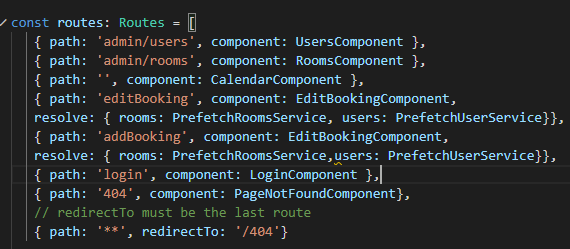 const routes: Routes = [
{ path: 'admin/users', component: UsersComponent },
{ path: 'admin/rooms', component: RoomsComponent },
{ path: '', component: CalendarComponent },
{ path: 'editBooking', component: EditBookingComponent,
resolve: { rooms: PrefetchRoomsService, users: PrefetchUserService}},
{ path: 'addBooking', component: EditBookingComponent,
resolve: { rooms: PrefetchRoomsService,users: PrefetchUserService}},
{ path: 'login', component: LoginComponent },
{ path: '404', component: PageNotFoundComponent},
// redirectTo must be the last route
{ path: '**', redirectTo: '/404'}